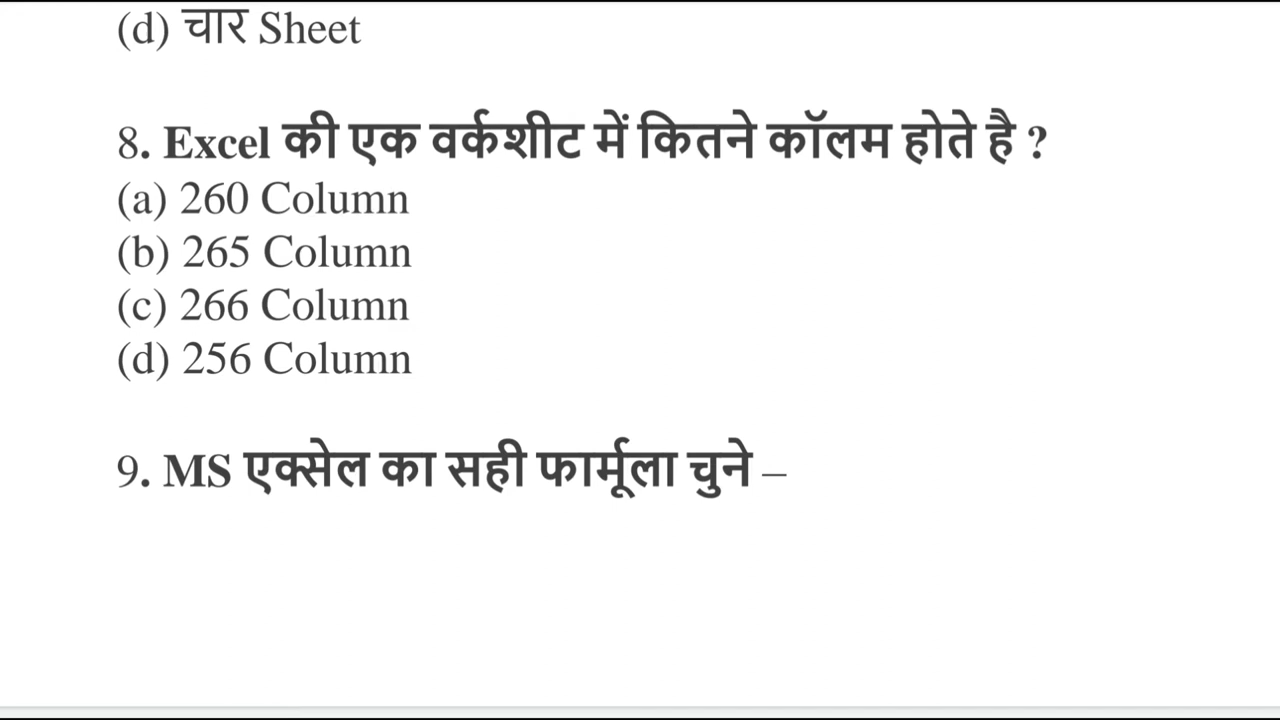 (d) चार Sheet
8. Excel की एक वर्कशीट में कितने कॉलम होते है ?
(a) 260 Column
(b) 265 Column
(c) 266 Column
(d) 256 Column
9. MS एक्सेल का सही फार्मूला चुने –